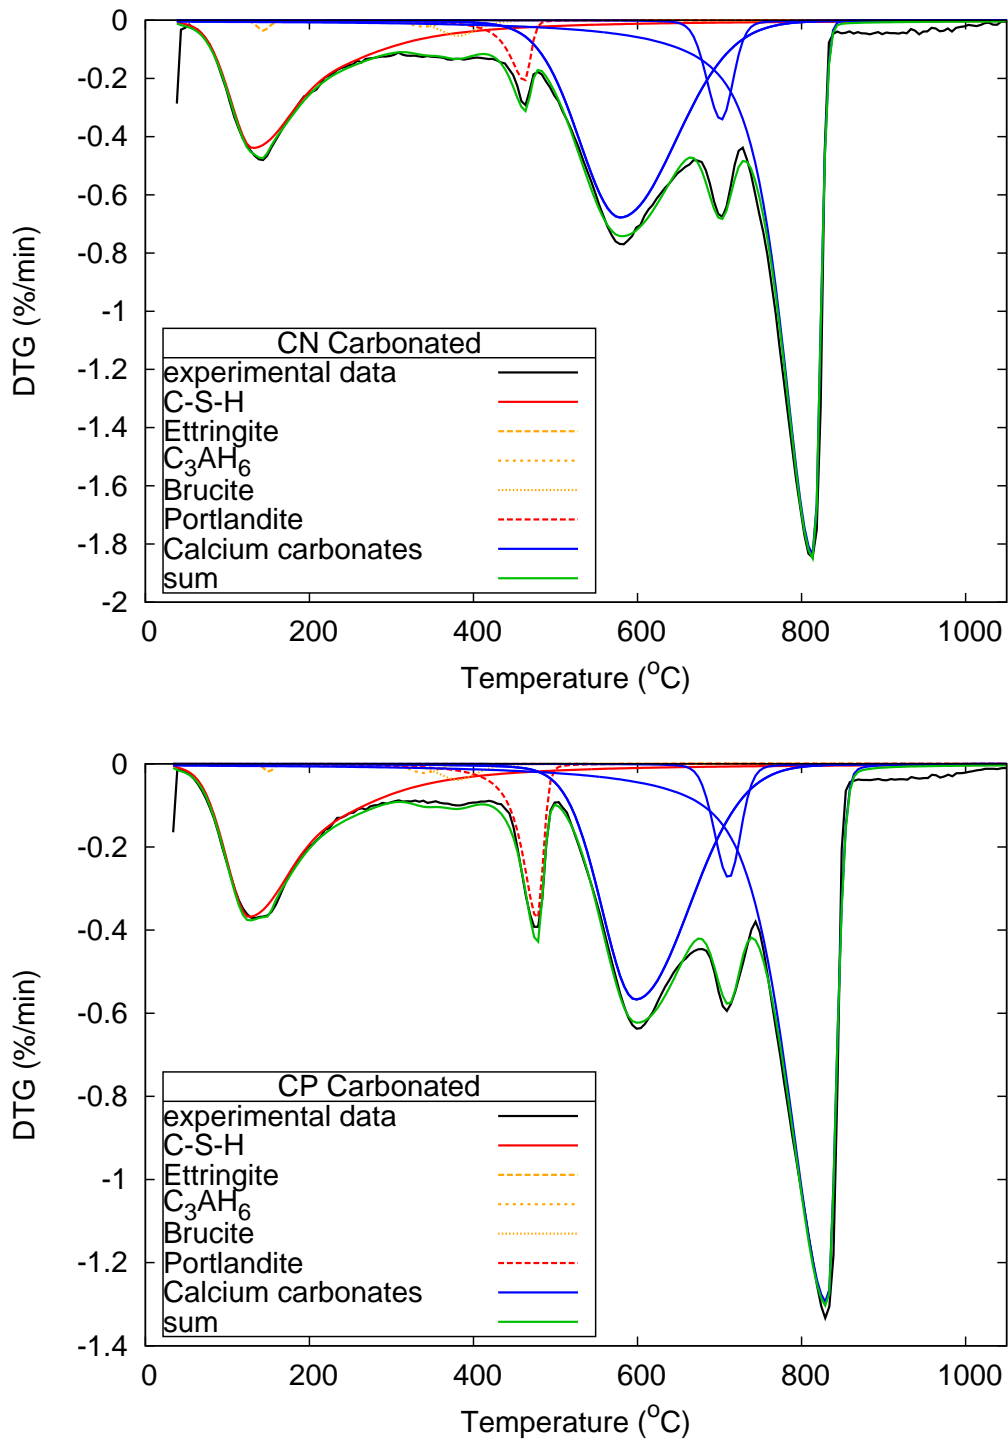 0
-0.2
-0.4
-0.6
-0.8
-1
-1.2
-1.4
-1.6
-1.8
-2
DTG (%/min)
CN Carbonated
experimental data
C-S-H
Ettringite
C₃AH₆
Brucite
Portlandite
Calcium carbonates
sum
0 200 400 600 800 1000
Temperature (°C)
0
-0.2
-0.4
-0.6
-0.8
-1
-1.2
-1.4
DTG (%/min)
CP Carbonated
experimental data
C-S-H
Ettringite
C₃AH₆
Brucite
Portlandite
Calcium carbonates
sum
0 200 400 600 800 1000
Temperature (°C)